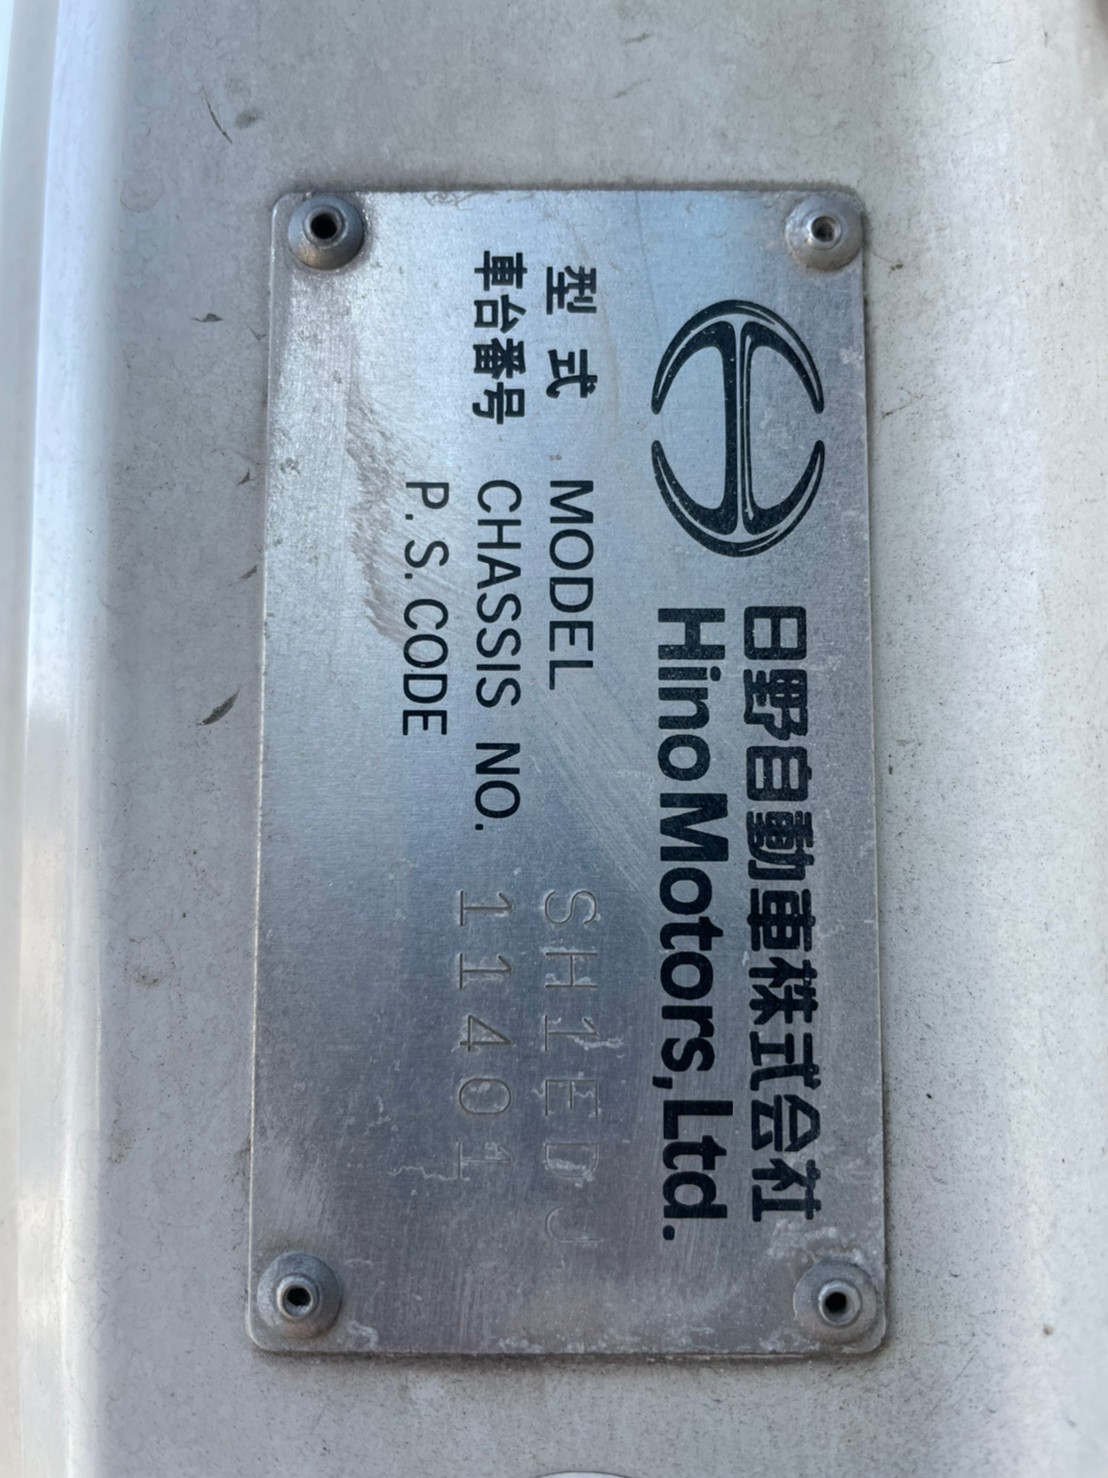 日野自動車株式会社
Hino Motors, Ltd.
型式 MODEL SH1EDJ
車台番号 CHASSIS NO. 11401
P.S.CODE